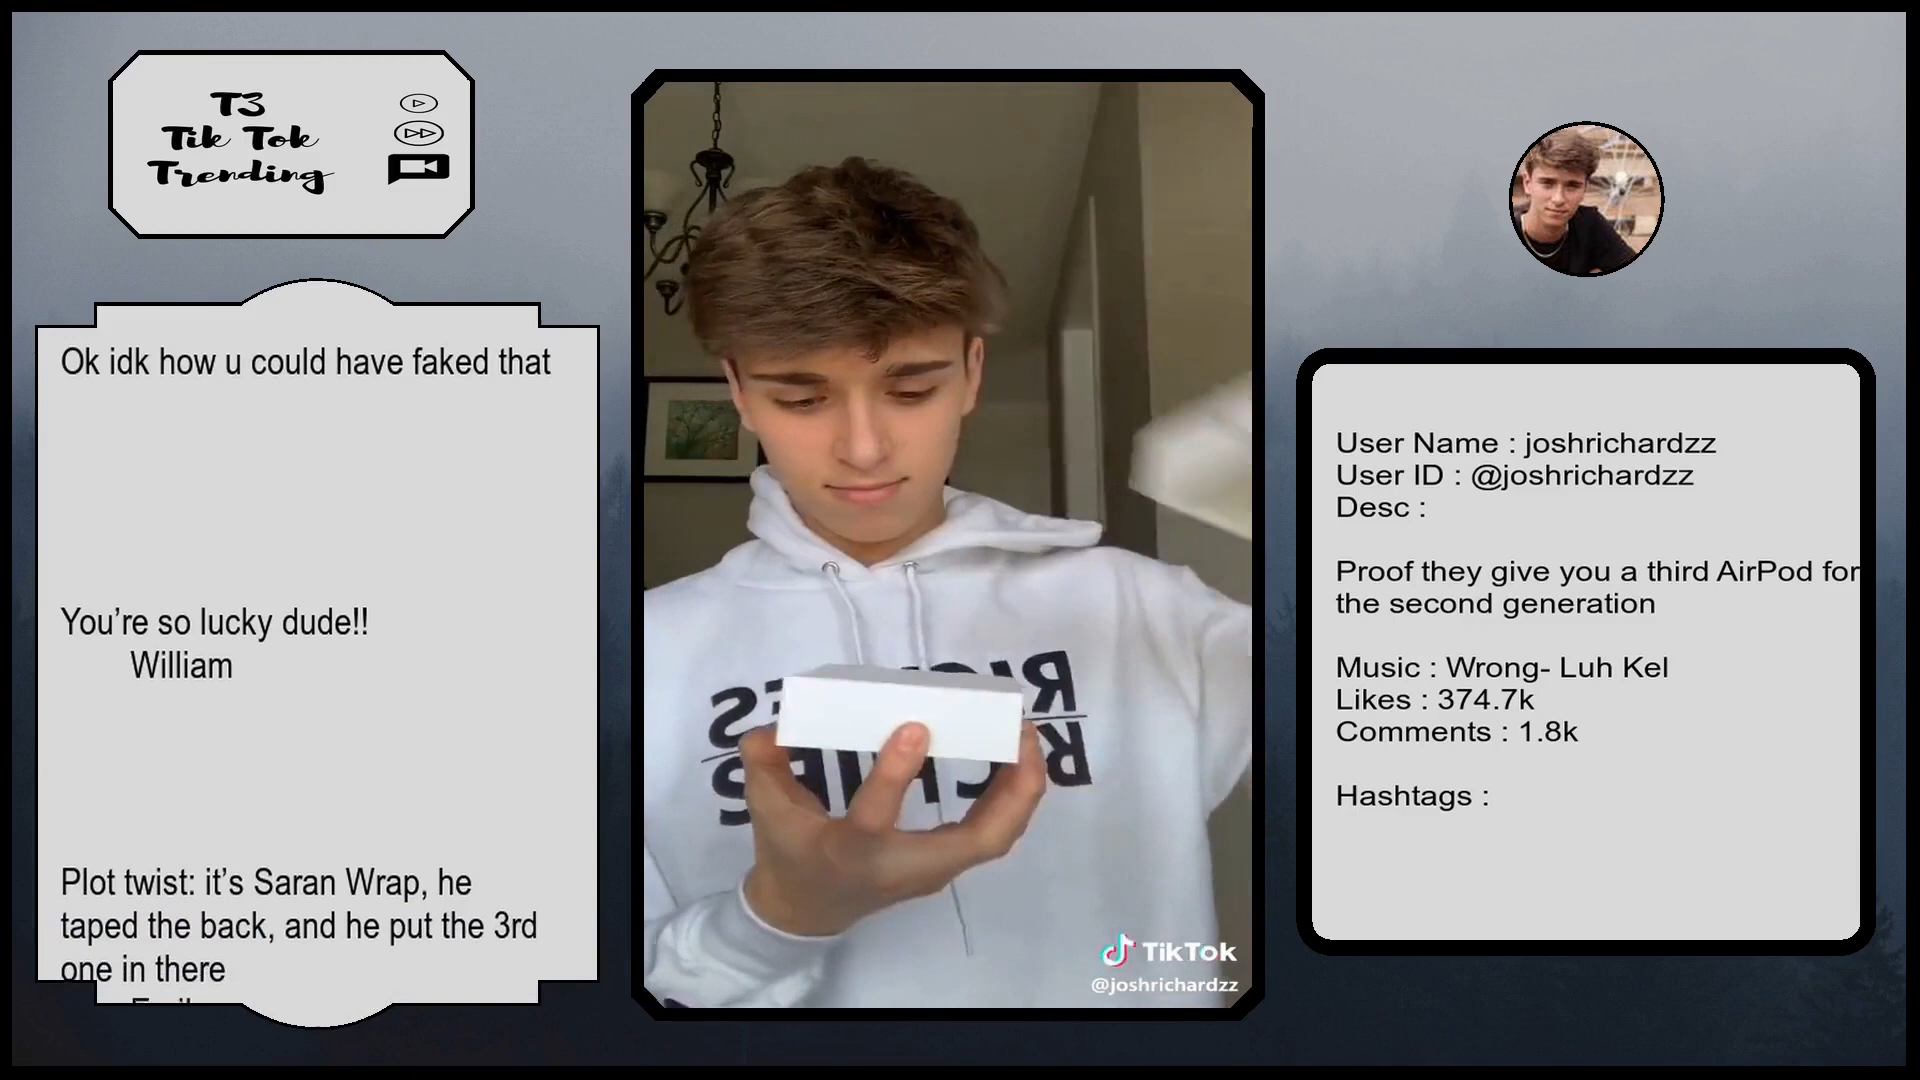 T3
Tik Tok
Trending
Ok idk how u could have faked that
You’re so lucky dude!!
William
Plot twist: it’s Saran Wrap, he
taped the back, and he put the 3rd
one in there
TikTok
@joshrichardzz
User Name : joshrichardzz
User ID : @joshrichardzz
Desc :
Proof they give you a third AirPod for
the second generation
Music : Wrong- Luh Kel
Likes : 374.7k
Comments : 1.8k
Hashtags :